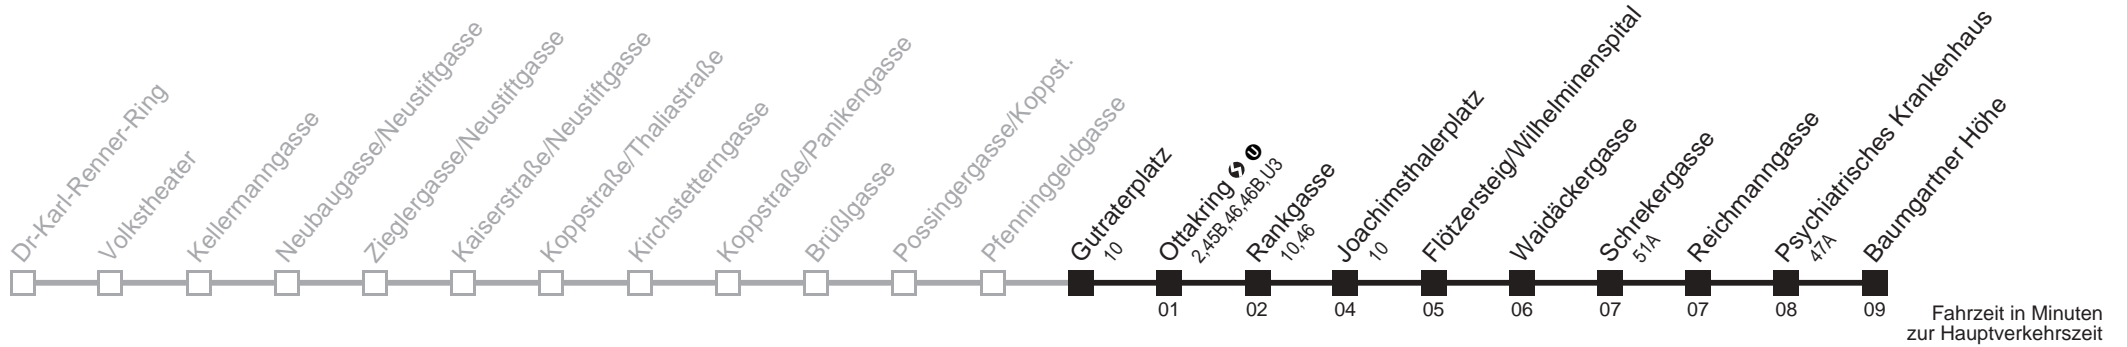 Dr-Karl-Renner-Ring
Volkstheater
Kellermanngasse
Neubaugasse/Neustiftgasse
Zieglergasse/Neustiftgasse
Kaiserstraße/Neustiftgasse
Koppstraße/Thaliastraße
Kirchstetterngasse
Koppstraße/Panikengasse
Brüßlgasse
Possingergasse/Koppst.
Pfenninggeldgasse
Gutraterplatz
10
Ottakring S U
2,45B,46,46B,U3
Rankgasse
10,46
Joachimsthalerplatz
10
Flötzersteig/Wilhelminenspital
Waidäckergasse
Schrekergasse
51A
Reichmanngasse
Psychiatrisches Krankenhaus
47A
Baumgartner Höhe
01 02 04 05 06 07 07 08 09
Fahrzeit in Minuten
zur Hauptverkehrszeit